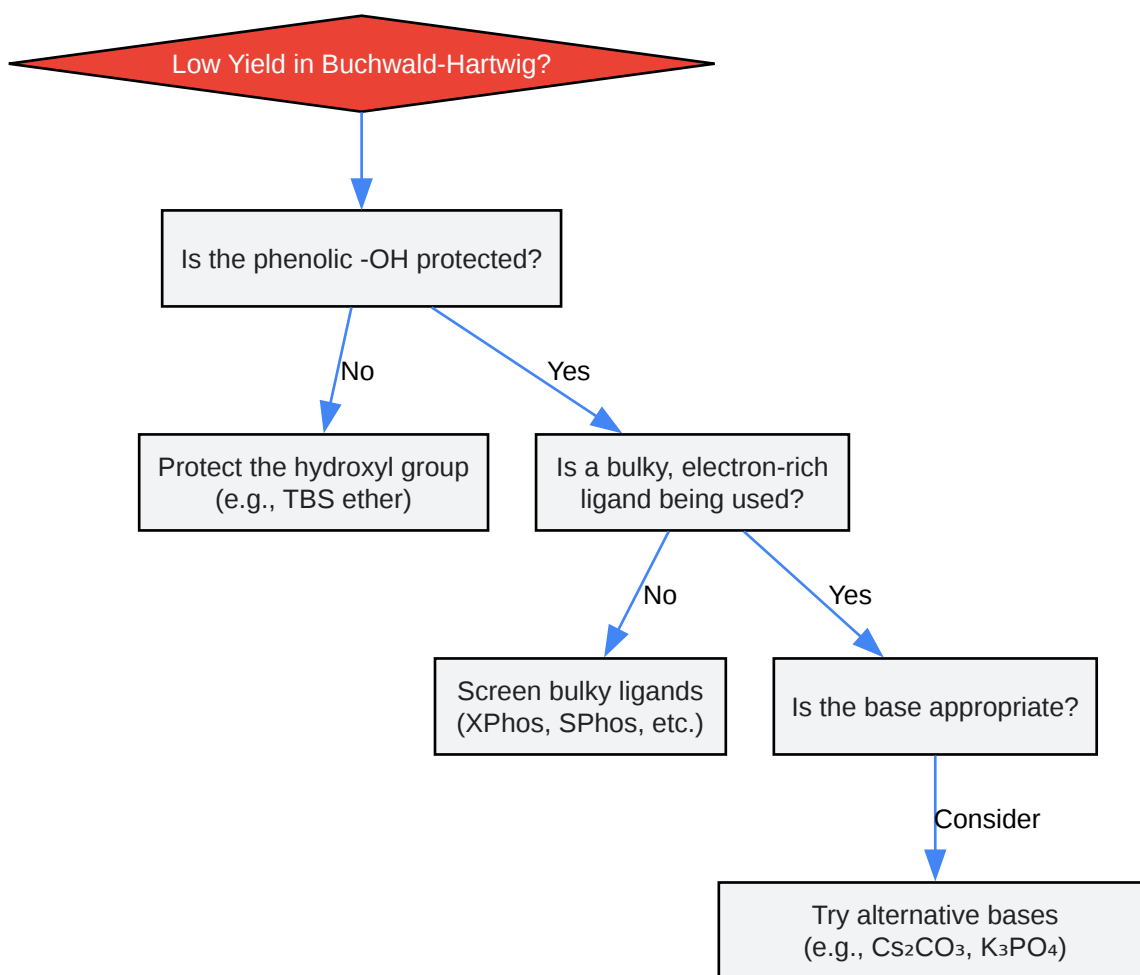 Low Yield in Buchwald-Hartwig?
Is the phenolic -OH protected?
No
Yes
Protect the hydroxyl group
(e.g., TBS ether)
Is a bulky, electron-rich
ligand being used?
No
Yes
Screen bulky ligands
(XPhos, SPhos, etc.)
Is the base appropriate?
Consider
Try alternative bases
(e.g., Cs₂CO₃, K₃PO₄)